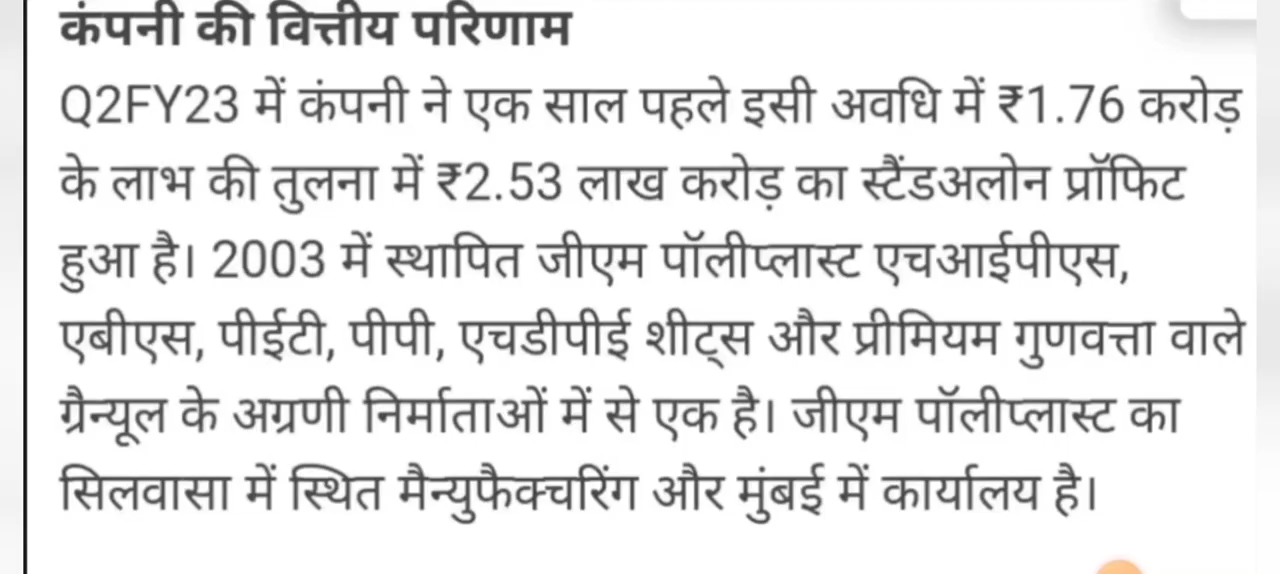 कंपनी की वित्तीय परिणाम
Q2FY23 में कंपनी ने एक साल पहले इसी अवधि में ₹1.76 करोड़
के लाभ की तुलना में ₹2.53 लाख करोड़ का स्टैंडअलोन प्रॉफिट
हुआ है। 2003 में स्थापित जीएम पॉलीप्लास्ट एचआईपीएस,
एबीएस, पीईटी, पीपी, एचडीपीई शीट्स और प्रीमियम गुणवत्ता वाले
ग्रैन्यूल के अग्रणी निर्माताओं में से एक है। जीएम पॉलीप्लास्ट का
सिलवासा में स्थित मैन्युफैक्चरिंग और मुंबई में कार्यालय है।